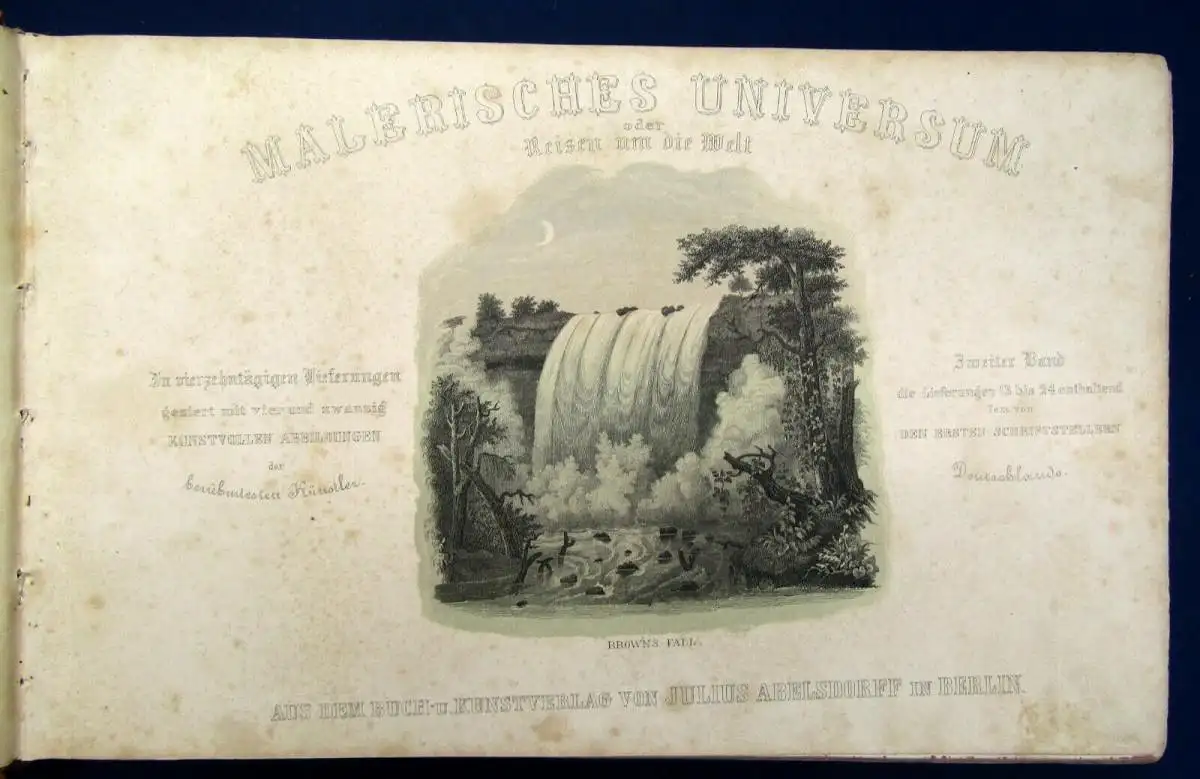 MALERISCHES UNIVERSUM
oder
Reisen um die Welt
In vierzehntägigen Lieferungen
geziert mit vier und zwanzig
KUNSTVOLLEN ABBILDUNGEN
der
berühmtesten Künstler.
Zweiter Band
die Lieferungen 13 bis 24 enthaltend
Text von
DEN ERSTEN SCHRIFTSTELLERN
Deutschlands.
BROWN'S FALL.
AUS DEM BUCH-U. KUNSTVERLAG VON JULIUS ABELSDORFF IN BERLIN.